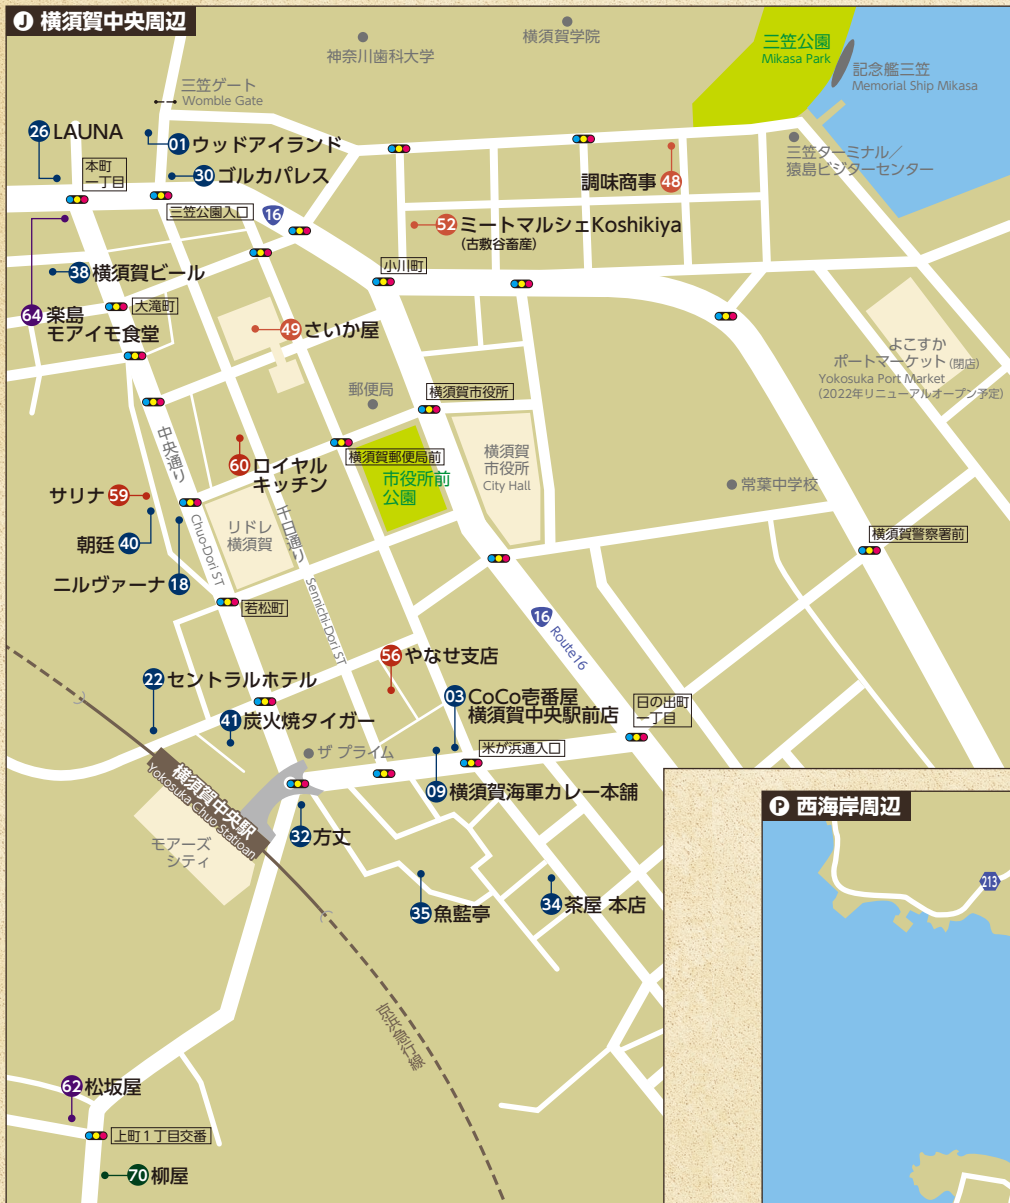 J 横須賀中央周辺
神奈川歯科大学
横須賀学院
三笠公園
Mikasa Park
記念艦三笠
Memorial Ship Mikasa
三笠ゲート
Womble Gate
26 LAUNA
01 ウッドアイランド
本町
一丁目
30 ゴルカパレス
三笠公園入口
16
調味商事 48
三笠ターミナル／
猿島ビジターセンター
52 ミートマルシェKoshikiya
(古敷谷畜産)
38 横須賀ビール
小川町
64 楽島
モアイモ食堂
大滝町
49 さいか屋
よこすか
ポートマーケット (閉店)
Yokosuka Port Market
(2022年リニューアルオープン予定)
郵便局
横須賀市役所
中央通り
60 ロイヤル
キッチン
横須賀郵便局前
市役所前
公園
横須賀
市役所
City Hall
常葉中学校
サリナ 59
朝廷 40
ニルヴァーナ 18
Chuo-Dori ST
リドレ
横須賀
千日通り
Sennichi-Dori ST
横須賀警察署前
若松町
16
Route16
56 やなせ支店
22 セントラルホテル
41 炭火焼タイガー
03 CoCo壱番屋
横須賀中央駅前店
日の出町
一丁目
ザ プライム
米が浜通入口
09 横須賀海軍カレー本舗
横須賀中央駅
Yokosuka Chuo Statioan
モアーズ
シティ
32 方丈
35 魚藍亭
34 茶屋 本店
京浜急行線
P 西海岸周辺
213
62 松坂屋
上町1丁目交番
70 柳屋